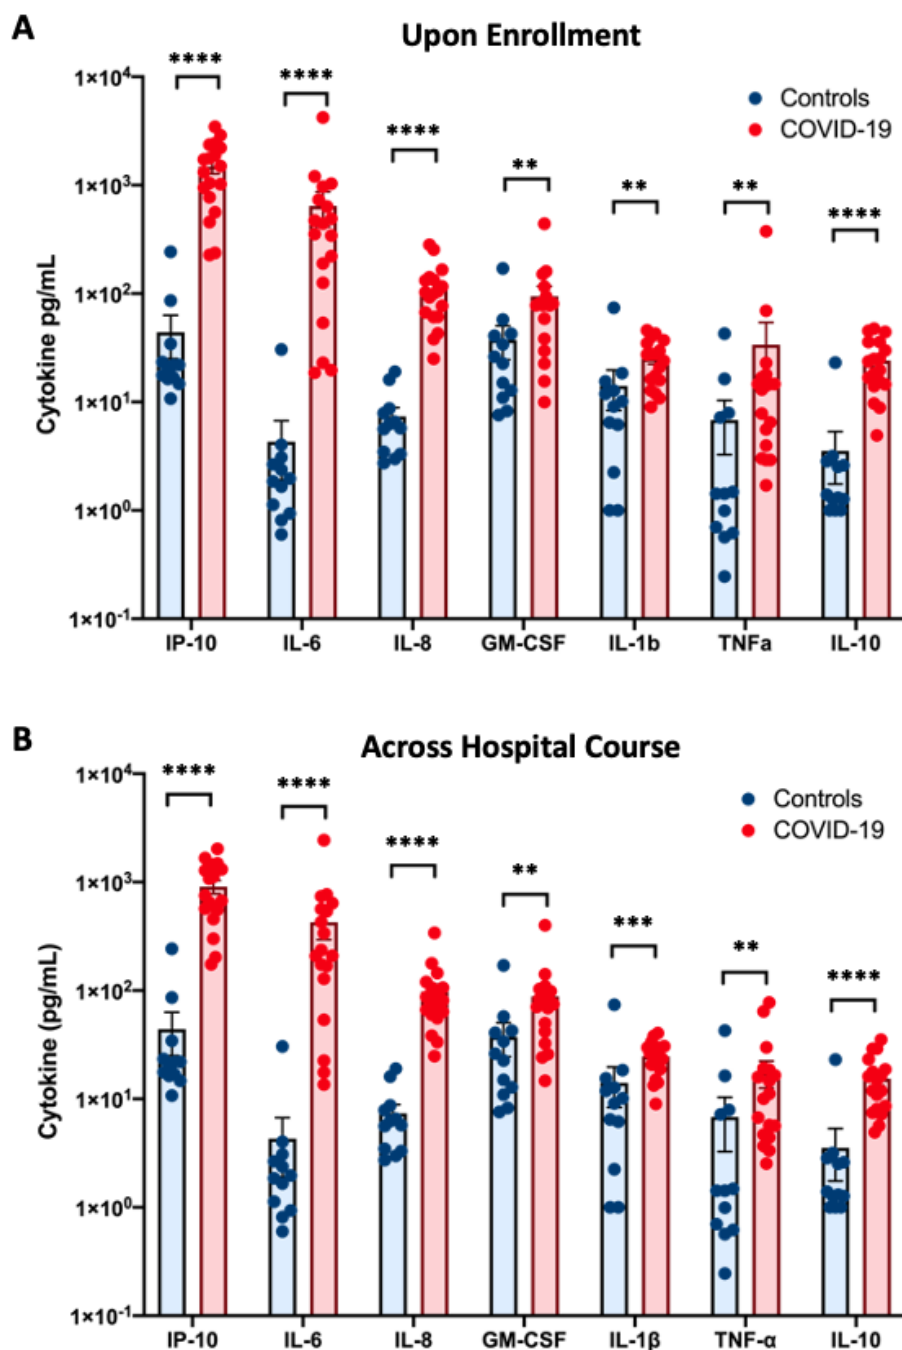 A
Upon Enrollment
**** **** **** ** ** ** ****
Controls
COVID-19
Cytokine pg/mL
1×10⁴
1×10³
1×10²
1×10¹
1×10⁰
1×10⁻¹
IP-10 IL-6 IL-8 GM-CSF IL-1b TNFa IL-10
B
Across Hospital Course
**** **** **** ** *** ** ****
Controls
COVID-19
Cytokine (pg/mL)
1×10⁴
1×10³
1×10²
1×10¹
1×10⁰
1×10⁻¹
IP-10 IL-6 IL-8 GM-CSF IL-1β TNF-α IL-10